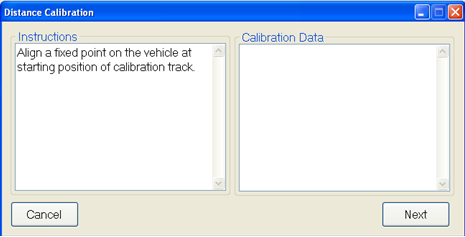 Distance Calibration
Instructions
Calibration Data
Align a fixed point on the vehicle at
starting position of calibration track.
Cancel
Next